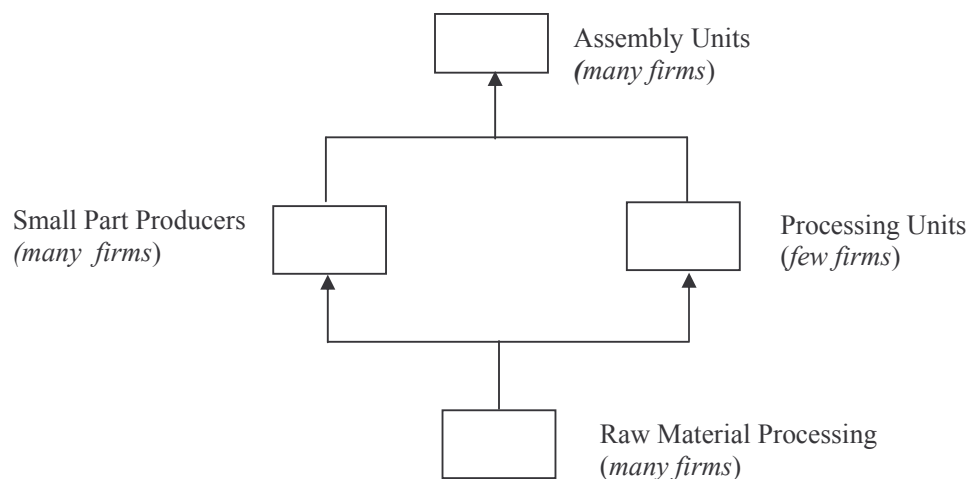 Assembly Units
(many firms)
Small Part Producers
(many firms)
Processing Units
(few firms)
Raw Material Processing
(many firms)